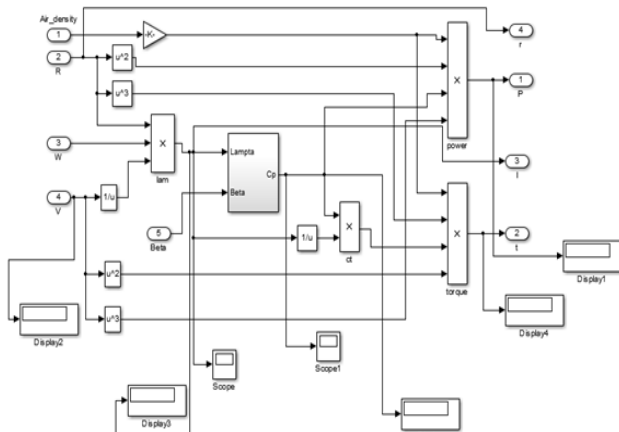 Air_density
1
-K-
4
r
2
R
u^2
u^3
X
power
1
P
3
W
X
lam
Lampta
Cp
Beta
3
l
4
V
1/u
5
Beta
1/u
X
ct
X
torque
2
t
u^2
u^3
Display1
Display2
Display4
Scope
Scope1
Display3